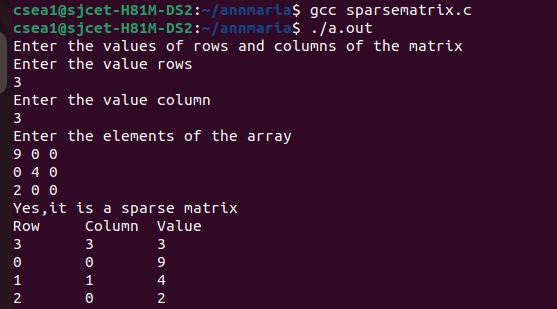 csea1@sjcet-H81M-DS2:~/annmaria$ gcc sparsematrix.c
csea1@sjcet-H81M-DS2:~/annmaria$ ./a.out
Enter the values of rows and columns of the matrix
Enter the value rows
3
Enter the value column
3
Enter the elements of the array
9 0 0
0 4 0
2 0 0
Yes,it is a sparse matrix
Row Column Value
3 3 3
0 0 9
1 1 4
2 0 2